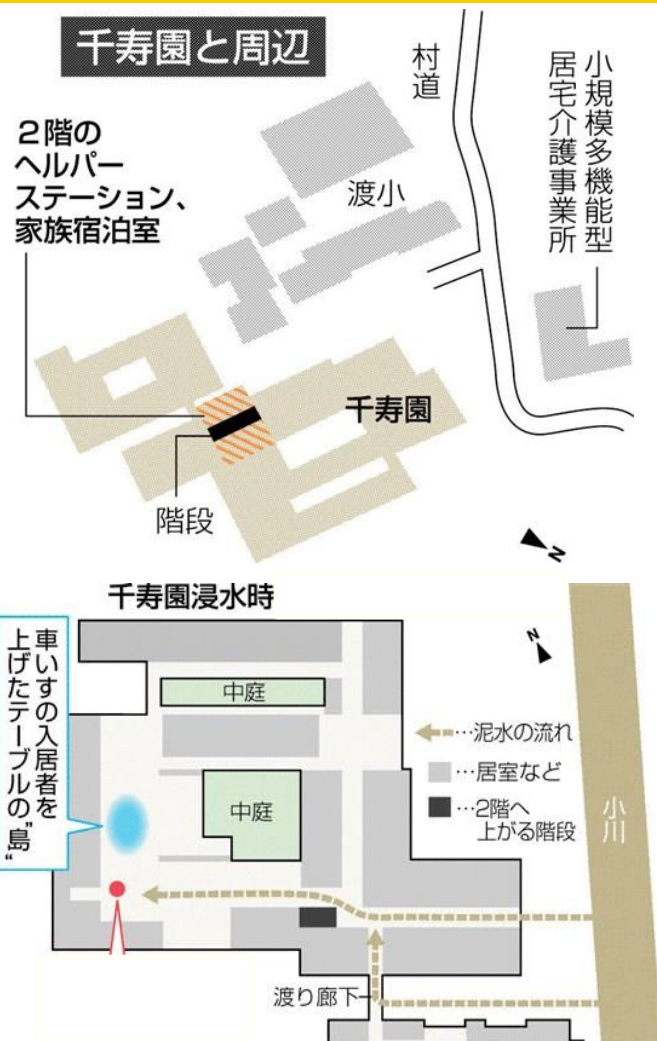 千寿園と周辺
2階の
ヘルパー
ステーション、
家族宿泊室
村道
小規模多機能型
居宅介護事業所
渡小
千寿園
階段
N
千寿園浸水時
車いすの入居者を
上げたテーブルの“島“
中庭
中庭
N
…泥水の流れ
…居室など
…2階へ
上がる階段
小川
渡り廊下